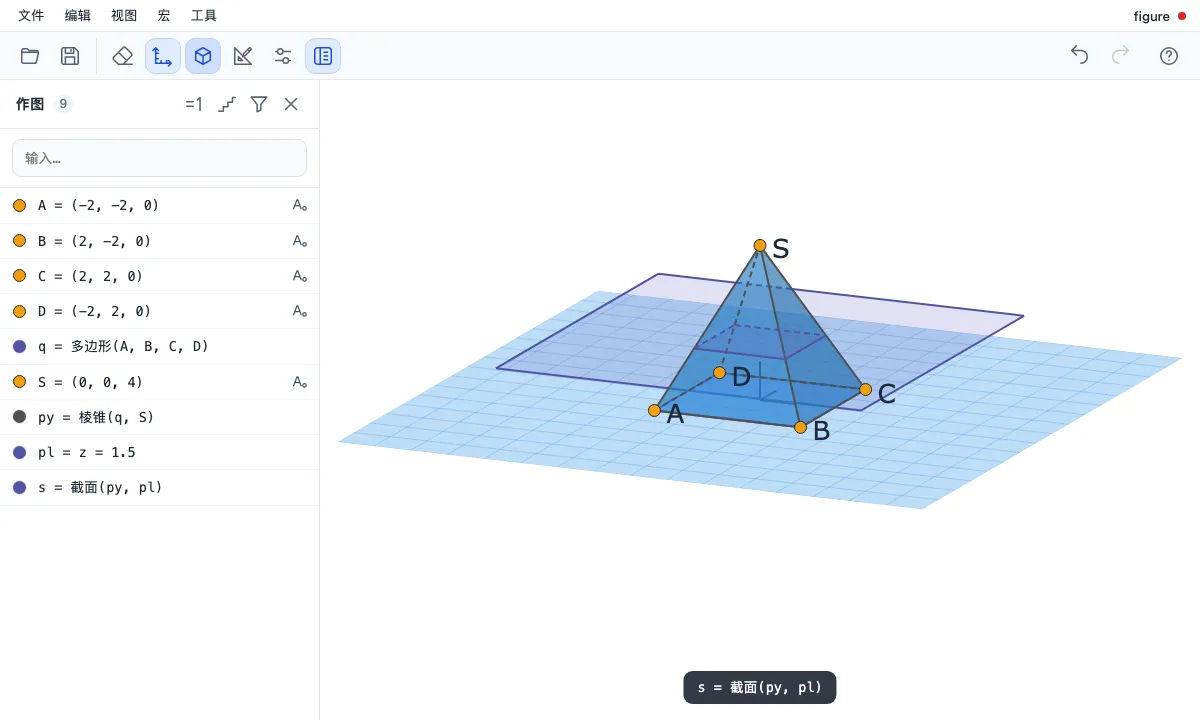 文件 编辑 视图 宏 工具 figure
作图 9 =1
输入…
A = (−2, −2, 0) A
B = (2, −2, 0) A
C = (2, 2, 0) A
D = (−2, 2, 0) A
q = 多边形(A, B, C, D)
S = (0, 0, 4) A
py = 棱锥(q, S)
pl = z = 1.5
s = 截面(py, pl)
S
D
C
A
B
s = 截面(py, pl)